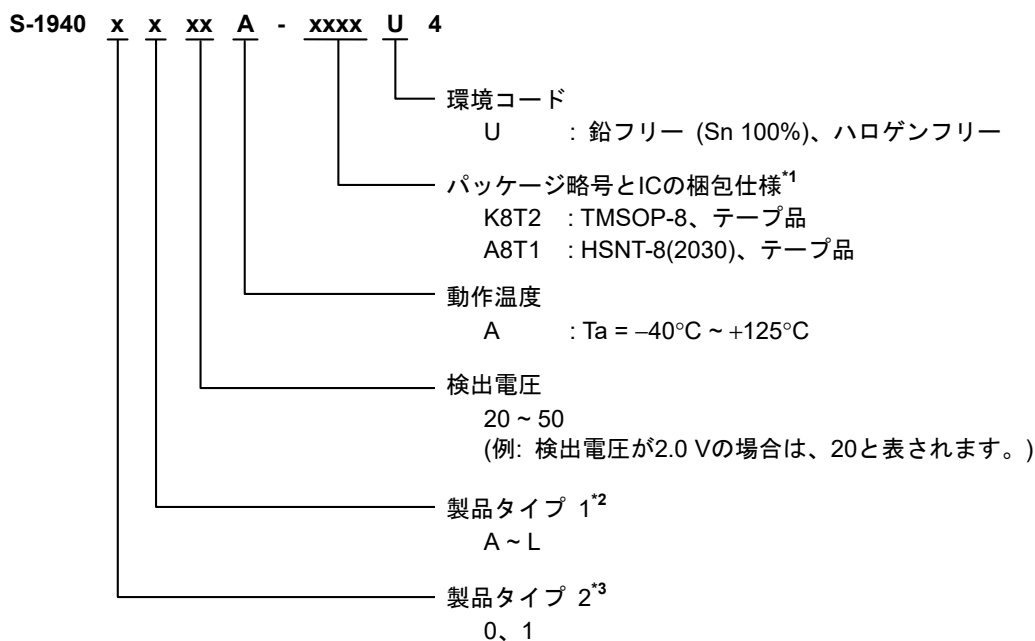 S-1940 x x xx A - xxxx U 4
環境コード
U : 鉛フリー (Sn 100%)、ハロゲンフリー
パッケージ略号とICの梱包仕様*1
K8T2 : TMSOP-8、テープ品
A8T1 : HSNT-8(2030)、テープ品
動作温度
A : Ta = −40°C ~ +125°C
検出電圧
20 ~ 50
(例: 検出電圧が2.0 Vの場合は、20と表されます。)
製品タイプ 1*2
A ~ L
製品タイプ 2*3
0、1